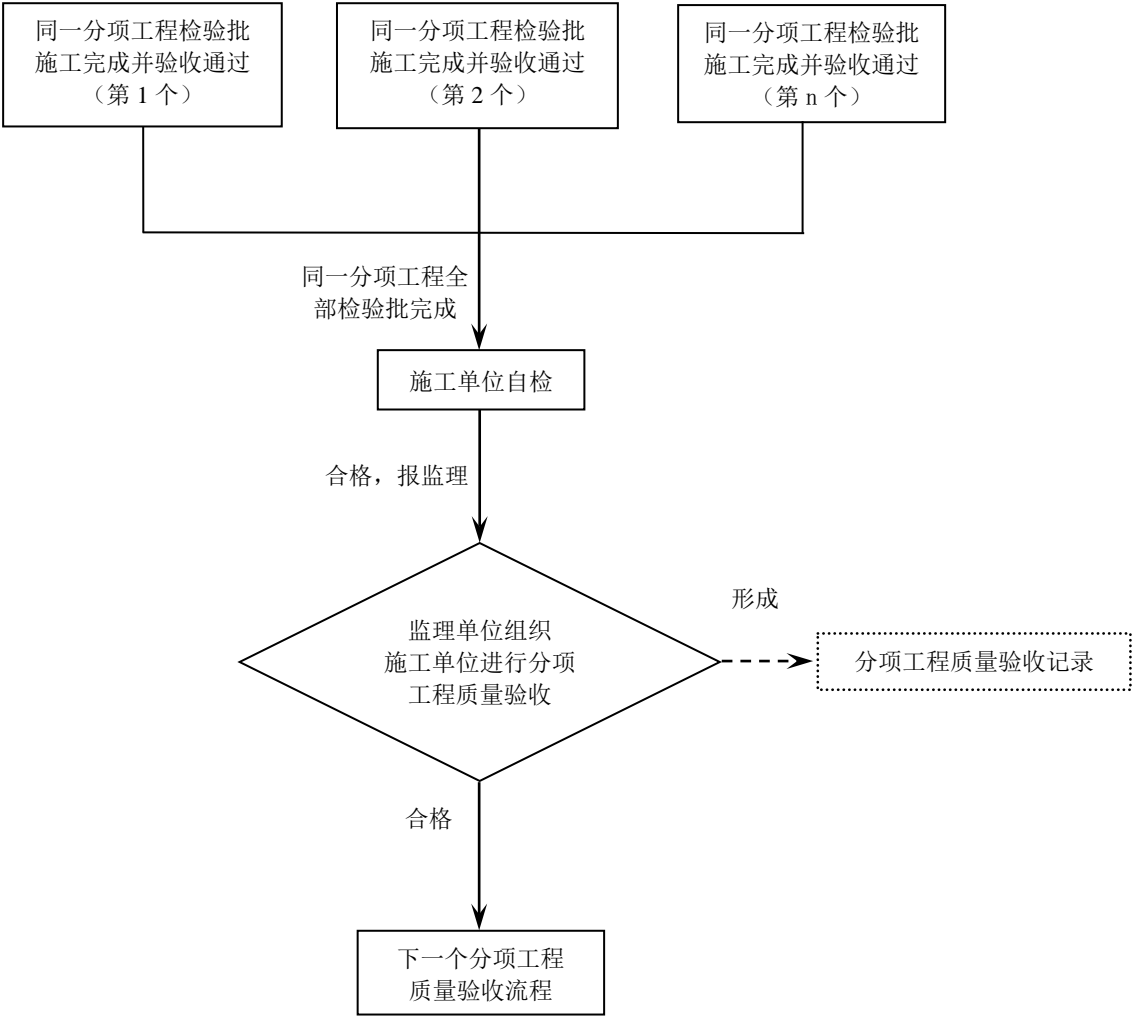 同一分项工程检验批
施工完成并验收通过
（第 1 个）
同一分项工程检验批
施工完成并验收通过
（第 2 个）
同一分项工程检验批
施工完成并验收通过
（第 n 个）
同一分项工程全
部检验批完成
施工单位自检
合格，报监理
监理单位组织
施工单位进行分项
工程质量验收
形成
分项工程质量验收记录
合格
下一个分项工程
质量验收流程